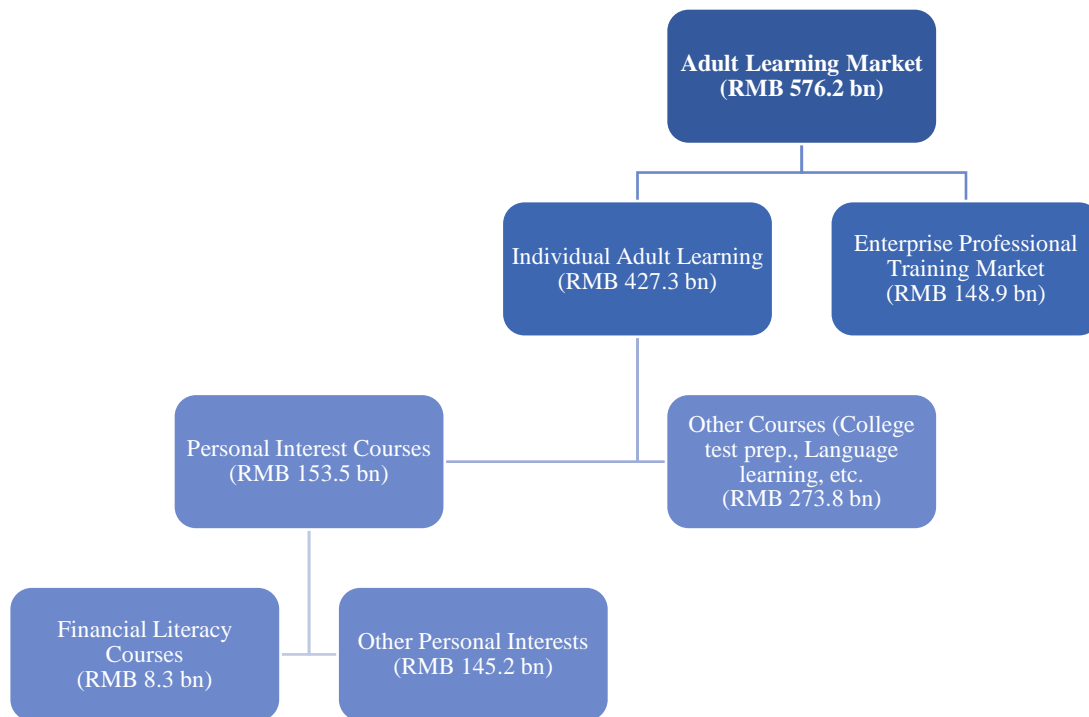 Adult Learning Market
(RMB 576.2 bn)
Individual Adult Learning
(RMB 427.3 bn)
Enterprise Professional
Training Market
(RMB 148.9 bn)
Personal Interest Courses
(RMB 153.5 bn)
Other Courses (College
test prep., Language
learning, etc.
(RMB 273.8 bn)
Financial Literacy
Courses
(RMB 8.3 bn)
Other Personal Interests
(RMB 145.2 bn)